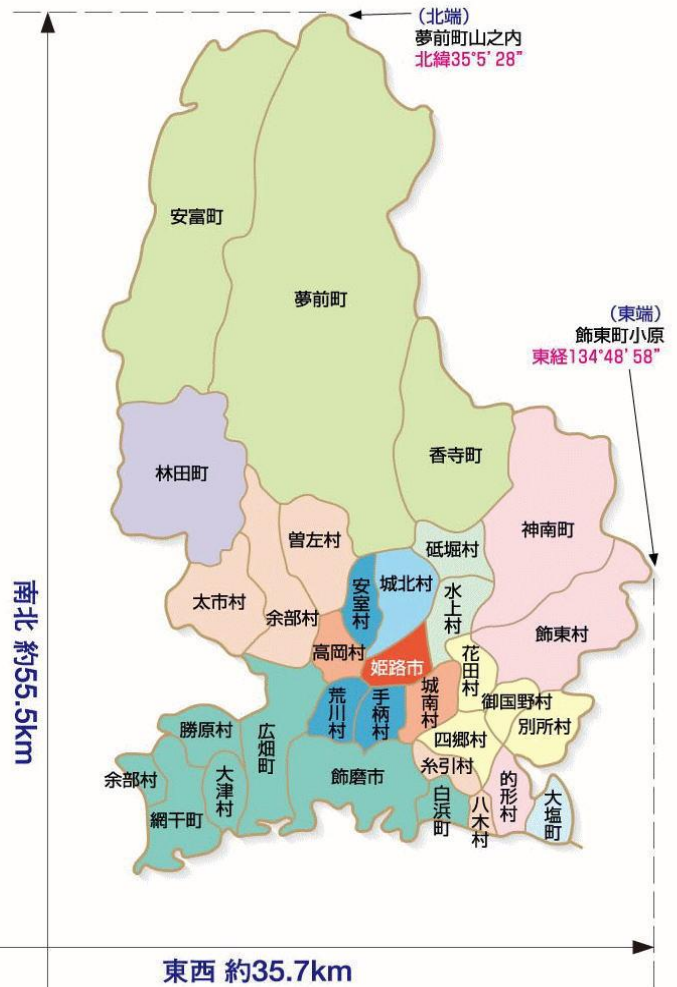 （北端）
夢前町山之内
北緯35°5’28”
安富町
夢前町
（東端）
飾東町小原
東経134°48’58”
香寺町
林田町
神南町
曽左村
砥堀村
安室村
城北村
水上村
太市村
余部村
高岡村
姫路市
花田村
飾東村
荒川村
手柄村
城南村
御国野村
別所村
四郷村
勝原村
広畑町
飾磨市
糸引村
余部村
大津村
網干町
白浜町
八木村
的形村
大塩町
南北 約55.5km
東西 約35.7km